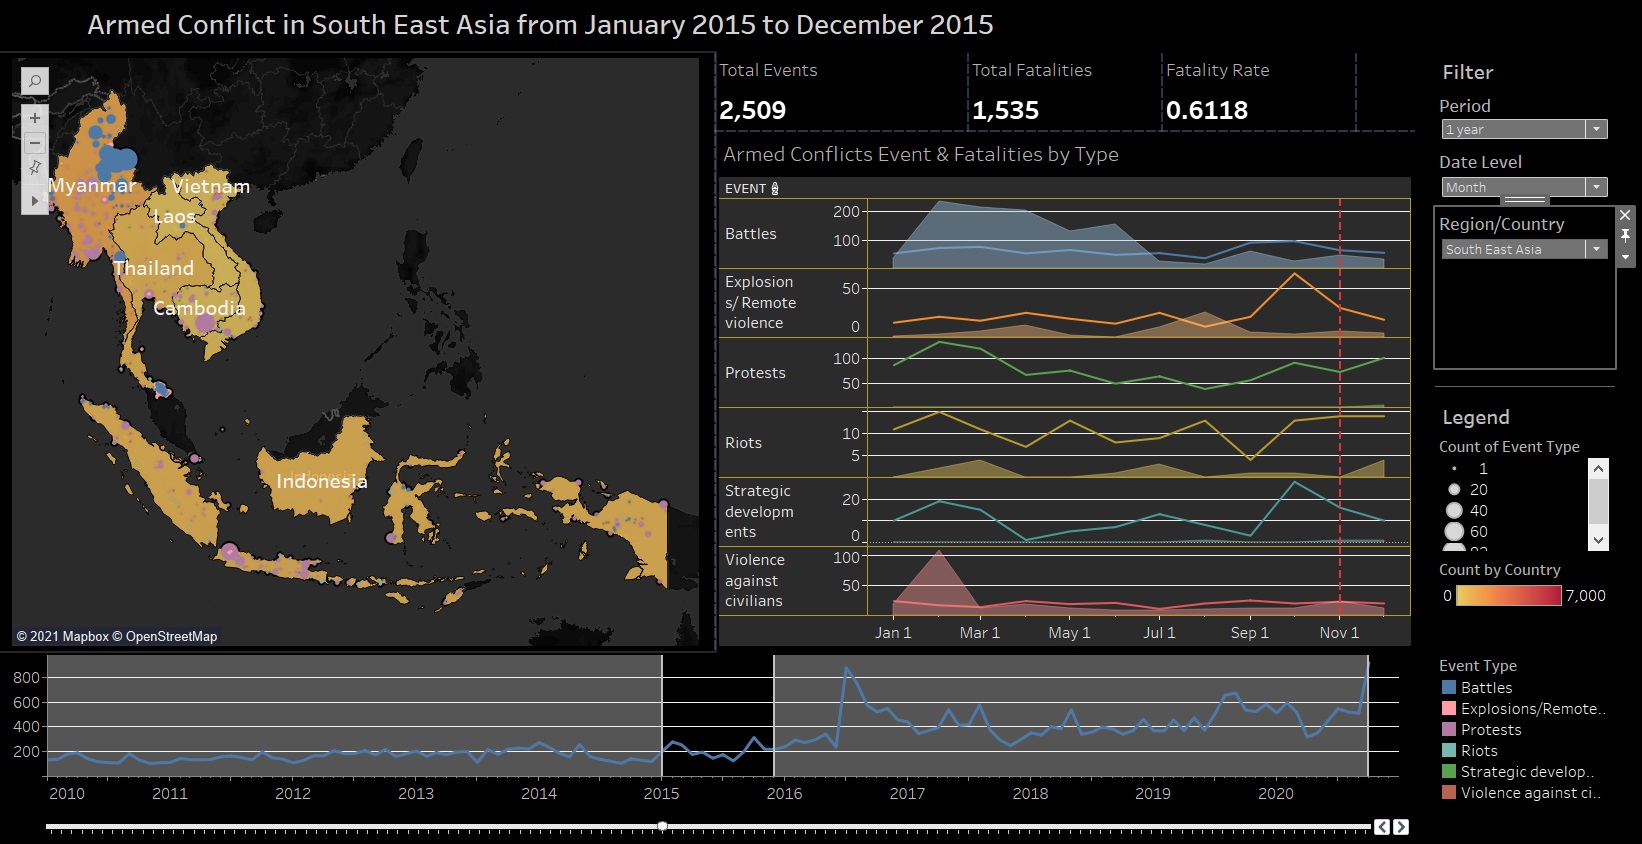 Armed Conflict in South East Asia from January 2015 to December 2015
Myanmar
Vietnam
Laos
Thailand
Cambodia
Indonesia
© 2021 Mapbox © OpenStreetMap
Total Events
2,509
Total Fatalities
1,535
Fatality Rate
0.6118
Armed Conflicts Event & Fatalities by Type
EVENT
Battles
200
100
Explosion
s/ Remote
violence
50
0
Protests
100
50
Riots
10
5
Strategic
developm
ents
20
0
Violence
against
civilians
100
50
Jan 1
Mar 1
May 1
Jul 1
Sep 1
Nov 1
800
600
400
200
2010
2011
2012
2013
2014
2015
2016
2017
2018
2019
2020
Filter
Period
1 year
Date Level
Month
Region/Country
South East Asia
Legend
Count of Event Type
1
20
40
60
Count by Country
0
7,000
Event Type
Battles
Explosions/Remote..
Protests
Riots
Strategic develop..
Violence against ci..